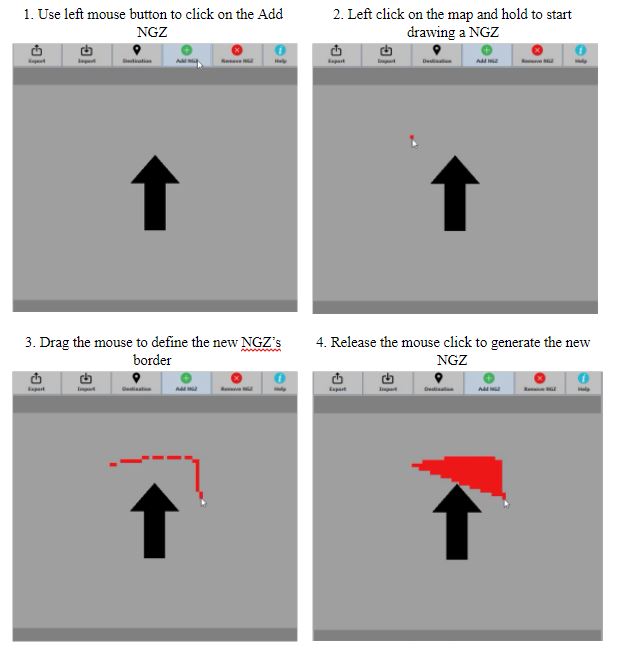 1. Use left mouse button to click on the Add
NGZ
2. Left click on the map and hold to start
drawing a NGZ
Export Import Destination Add NGZ Remove NGZ Help
Export Import Destination Add NGZ Remove NGZ Help
3. Drag the mouse to define the new NGZ's
border
4. Release the mouse click to generate the new
NGZ
Export Import Destination Add NGZ Remove NGZ Help
Export Import Destination Add NGZ Remove NGZ Help